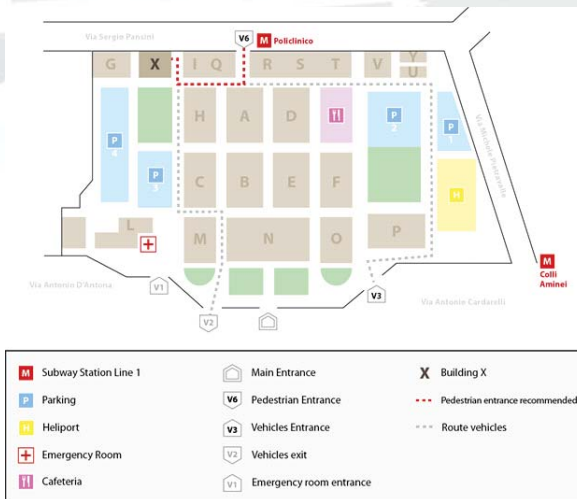 Via Sergio Pansini
V6
M Policlinico
G
X
I Q
R S T
V
Y
U
H
A
D
P
2
P
1
P
4
P
3
C
B
E
F
H
Via Michele Pietravalle
L
M
N
O
P
M
Colli
Aminei
Via Antonio D'Antona
V1
V2
V3
Via Antonio Cardarelli
M Subway Station Line 1
P Parking
H Heliport
Emergency Room
Cafeteria
Main Entrance
V6 Pedestrian Entrance
V3 Vehicles Entrance
V2 Vehicles exit
V1 Emergency room entrance
X Building X
Pedestrian entrance recommended
Route vehicles